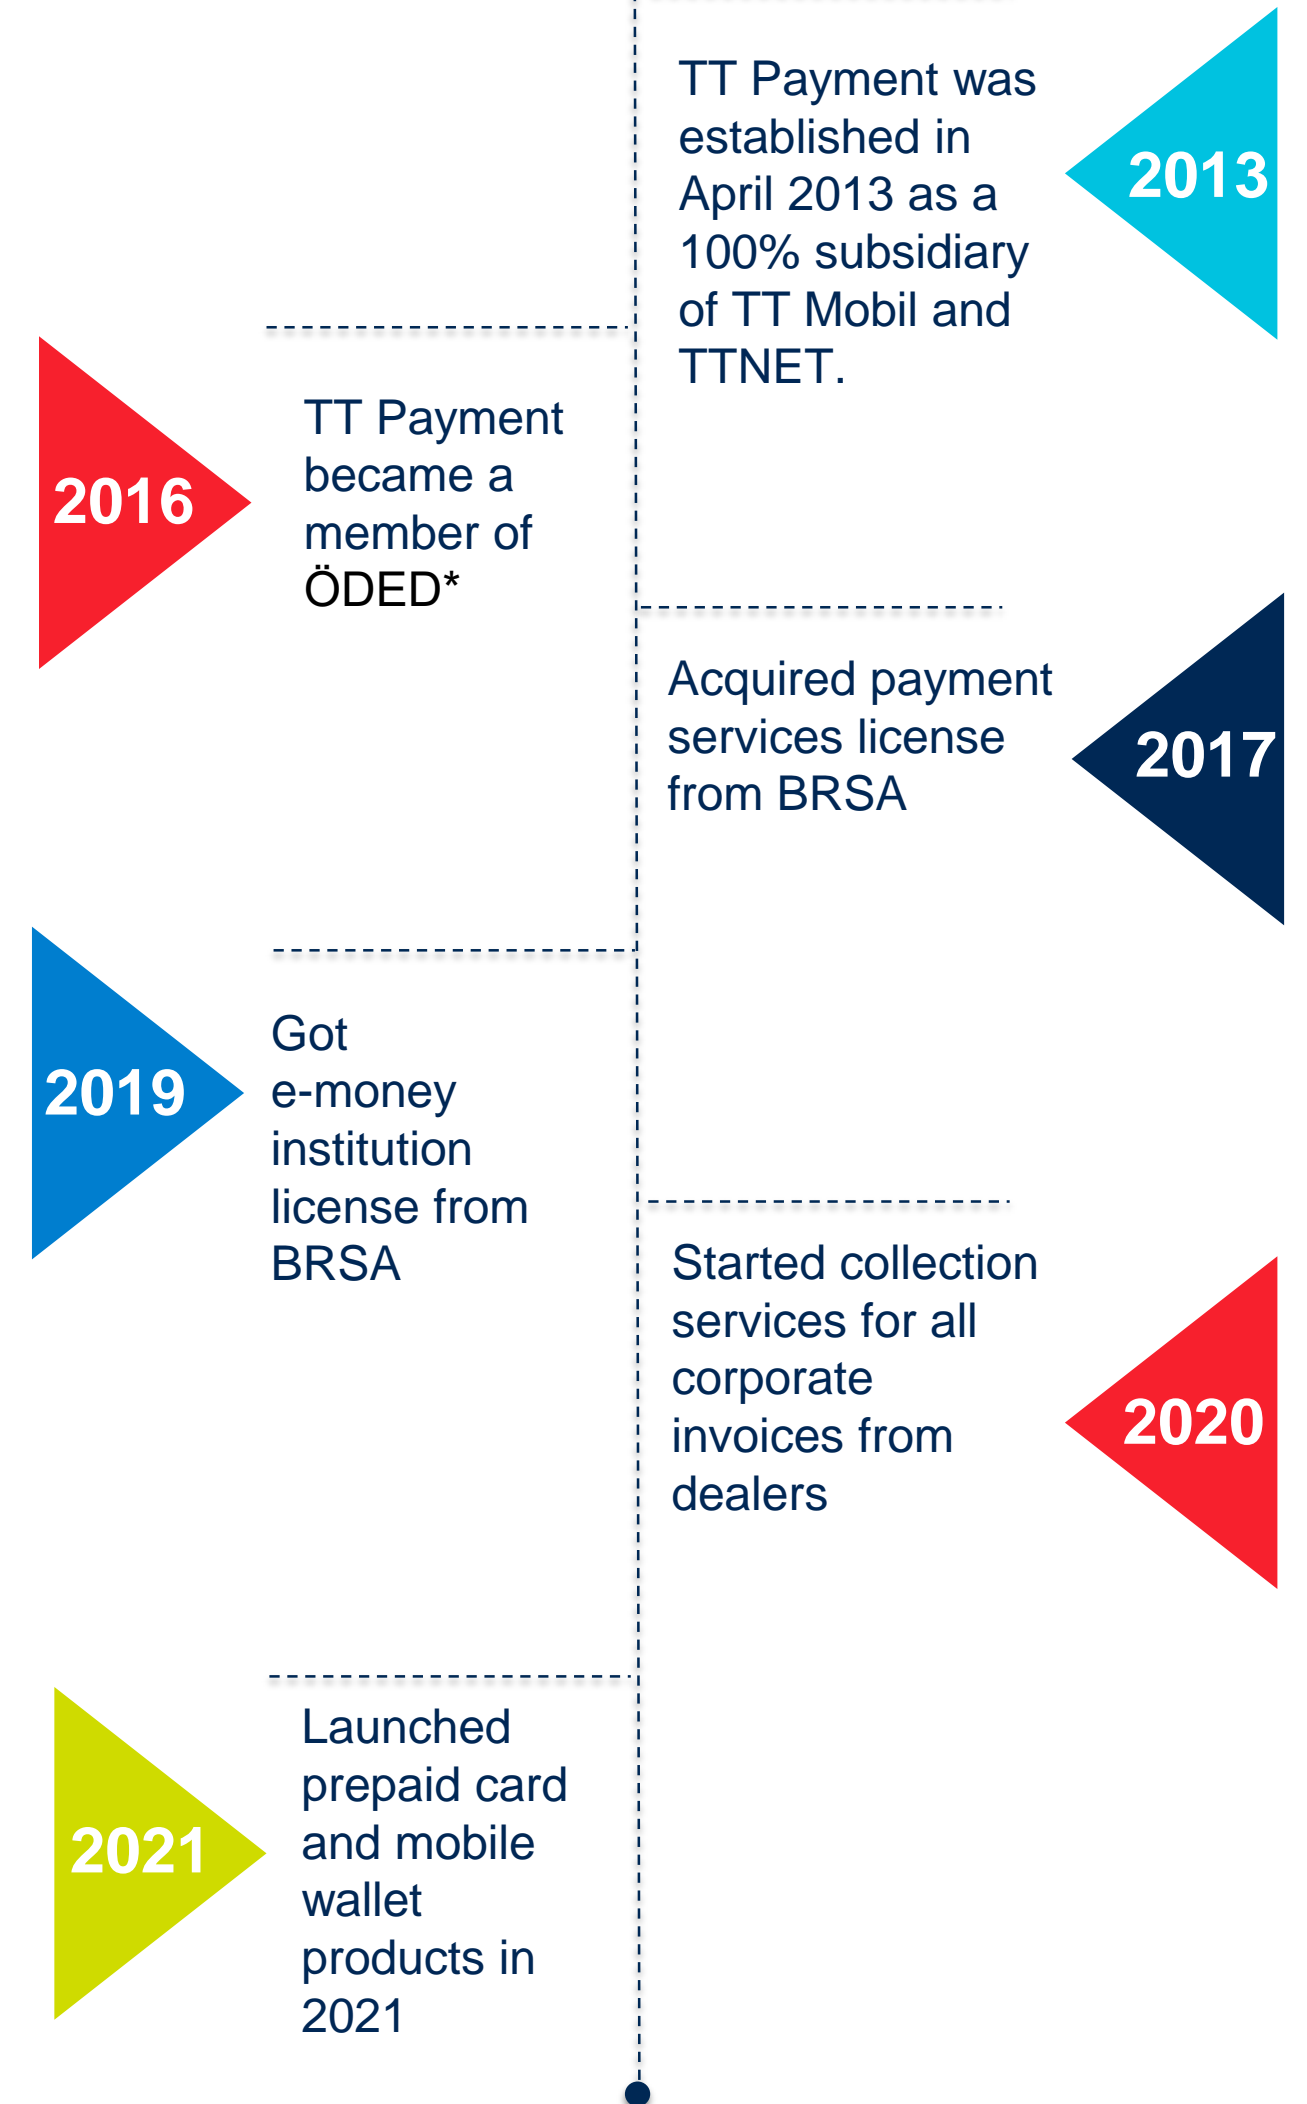 TT Payment was
established in
April 2013 as a
100% subsidiary
of TT Mobil and
TTNET.
2013
2016
TT Payment
became a
member of
ÖDED*
Acquired payment
services license
from BRSA
2017
2019
Got
e-money
institution
license from
BRSA
Started collection
services for all
corporate
invoices from
dealers
2020
2021
Launched
prepaid card
and mobile
wallet
products in
2021